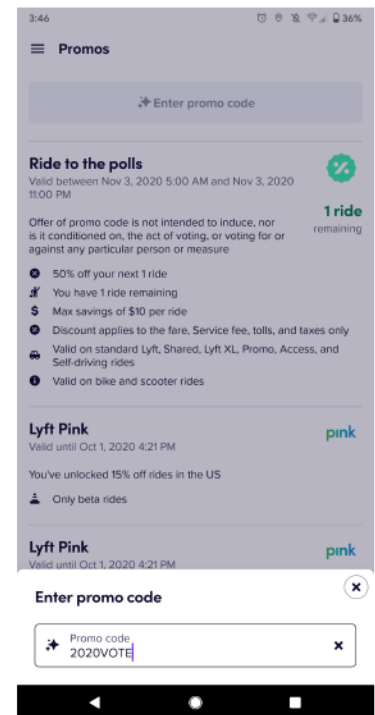 3:46
36%
Promos
Enter promo code
Ride to the polls
Valid between Nov 3, 2020 5:00 AM and Nov 3, 2020
11:00 PM
1 ride
remaining
Offer of promo code is not intended to induce, nor
is it conditioned on, the act of voting, or voting for or
against any particular person or measure
50% off your next 1 ride
You have 1 ride remaining
$ Max savings of $10 per ride
Discount applies to the fare, Service fee, tolls, and taxes only
Valid on standard Lyft, Shared, Lyft XL, Promo, Access, and
Self-driving rides
Valid on bike and scooter rides
Lyft Pink
pink
Valid until Oct 1, 2020 4:21 PM
You've unlocked 15% off rides in the US
Only beta rides
Lyft Pink
pink
Valid until Oct 1, 2020 4:21 PM
Enter promo code
Promo code
2020VOTE